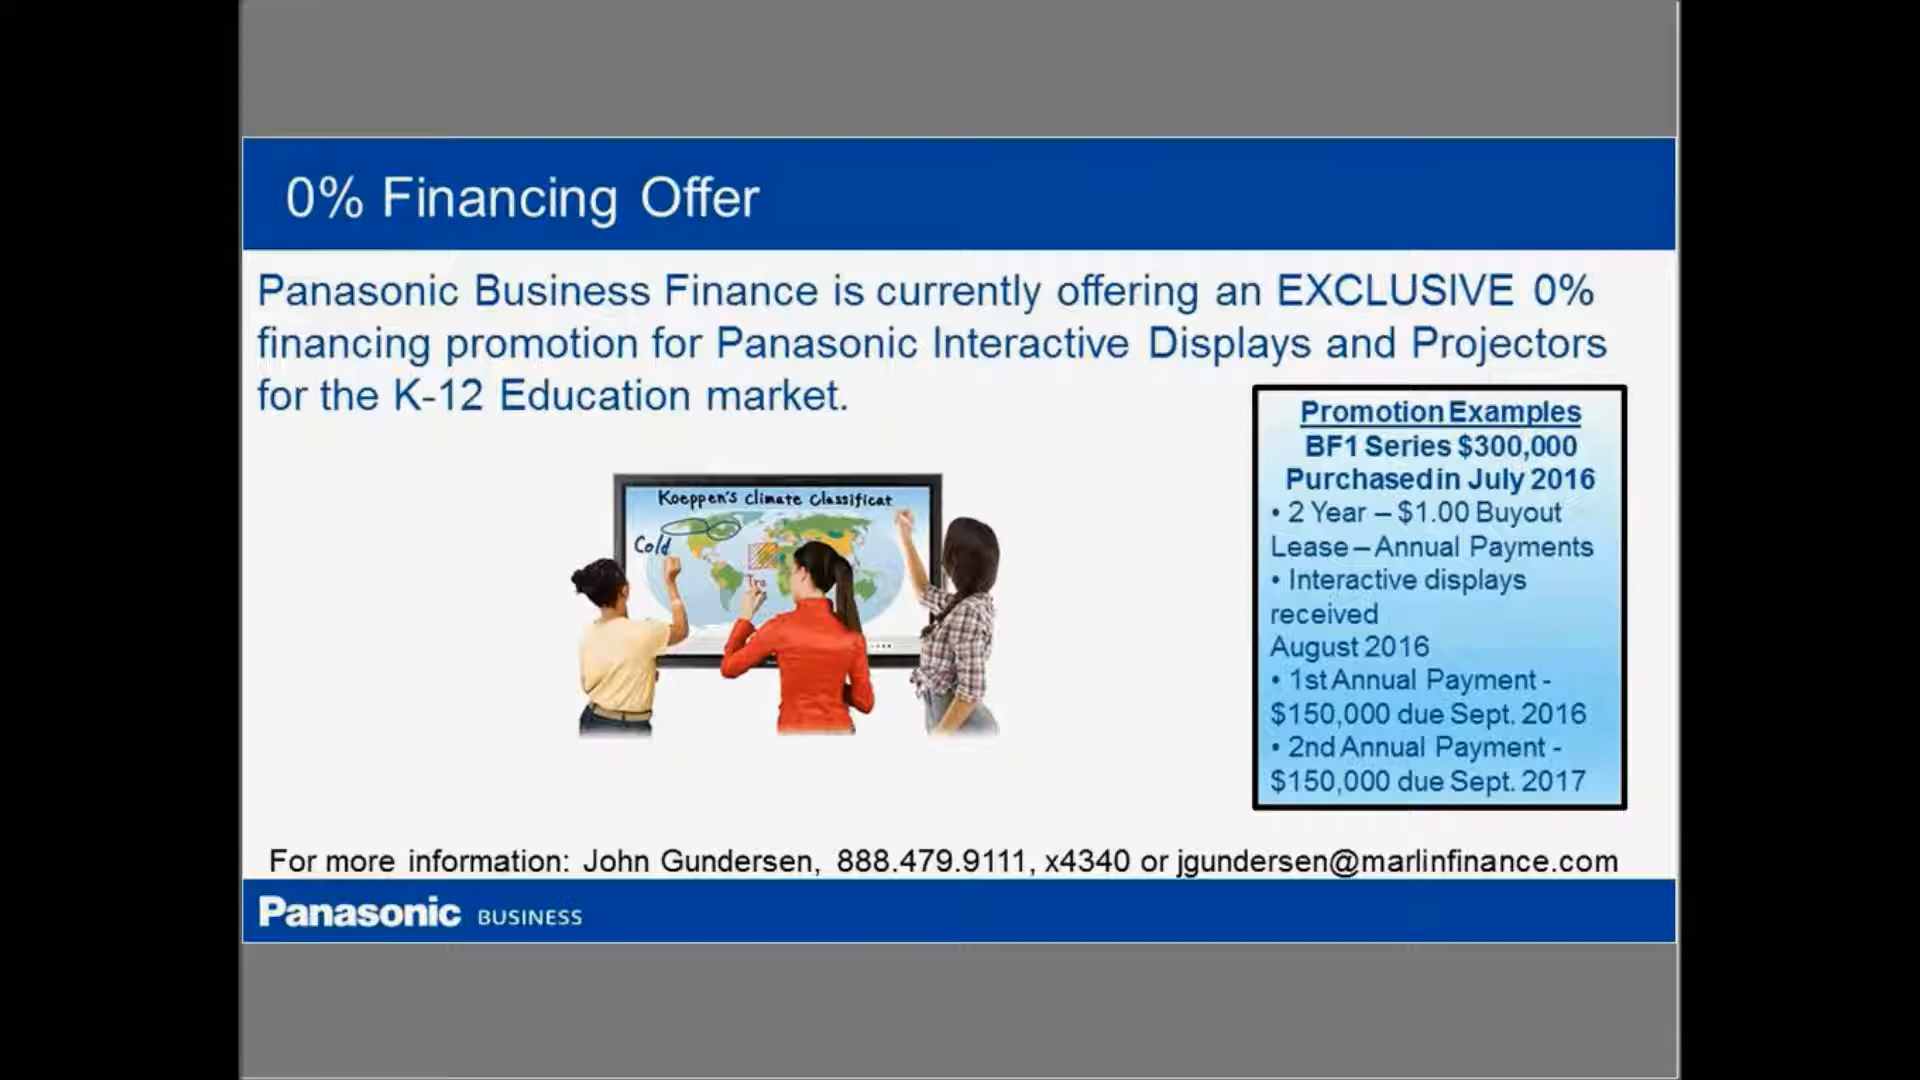 0% Financing Offer
Panasonic Business Finance is currently offering an EXCLUSIVE 0%
financing promotion for Panasonic Interactive Displays and Projectors
for the K-12 Education market.
Koeppen's climate classificat
Cold
Tro
Promotion Examples
BF1 Series $300,000
Purchased in July 2016
• 2 Year – $1.00 Buyout
Lease – Annual Payments
• Interactive displays
received
August 2016
• 1st Annual Payment -
$150,000 due Sept. 2016
• 2nd Annual Payment -
$150,000 due Sept. 2017
For more information: John Gundersen, 888.479.9111, x4340 or jgundersen@marlinfinance.com
Panasonic BUSINESS